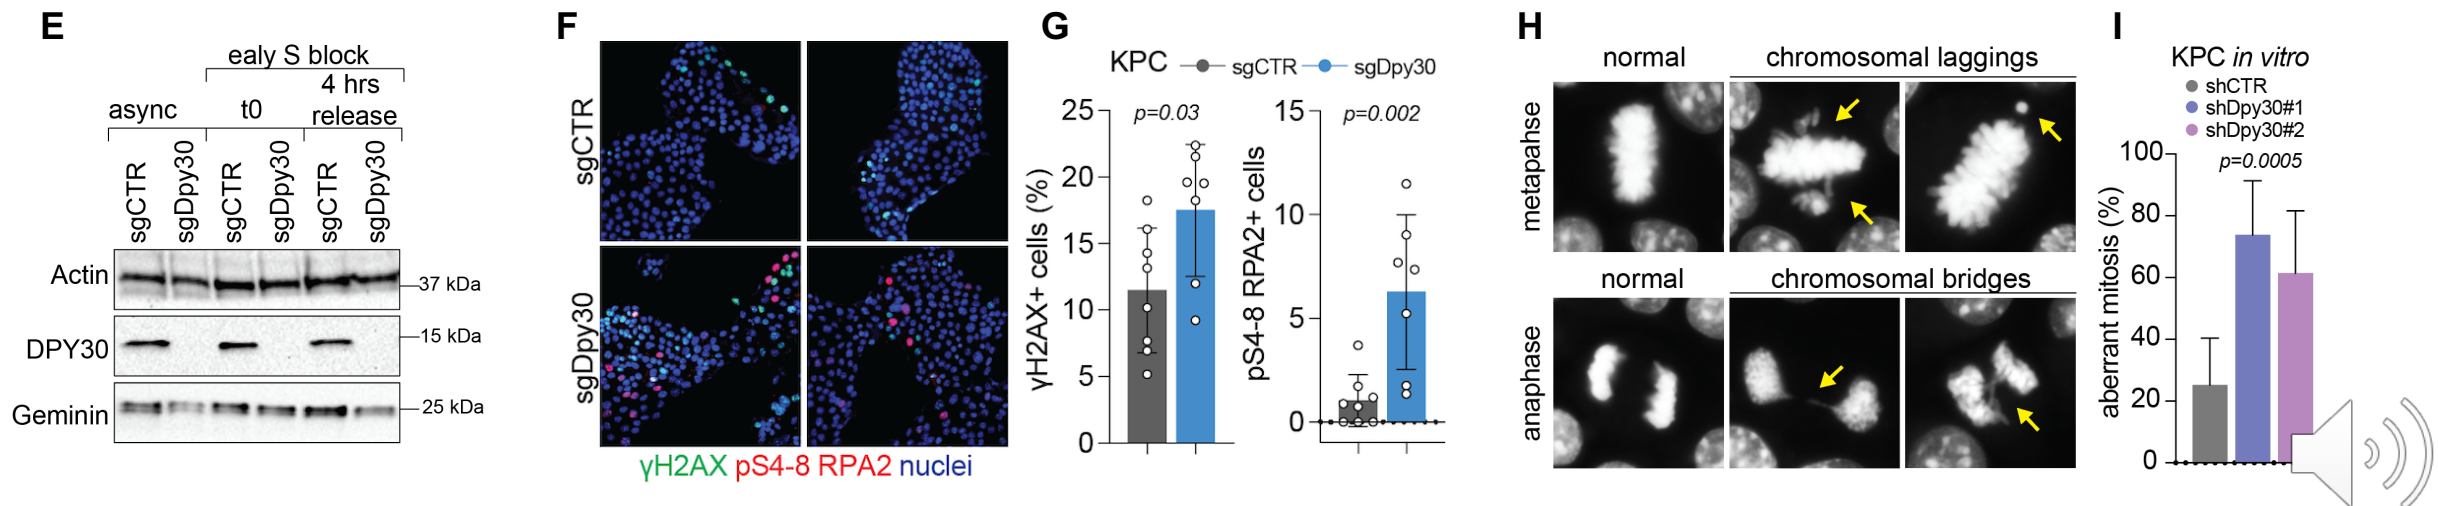 E
ealy S block
async
t0
4 hrs
release
sgCTR
sgDpy30
sgCTR
sgDpy30
sgCTR
sgDpy30
Actin
37 kDa
DPY30
15 kDa
Geminin
25 kDa
F
sgCTR
sgDpy30
γH2AX pS4-8 RPA2 nuclei
G
KPC sgCTR sgDpy30
γH2AX+ cells (%)
25
20
15
10
5
0
p=0.03
pS4-8 RPA2+ cells
15
10
5
0
p=0.002
H
normal
chromosomal laggings
metapahse
normal
chromosomal bridges
anaphase
I
KPC in vitro
shCTR
shDpy30#1
shDpy30#2
p=0.0005
aberrant mitosis (%)
100
80
60
40
20
0